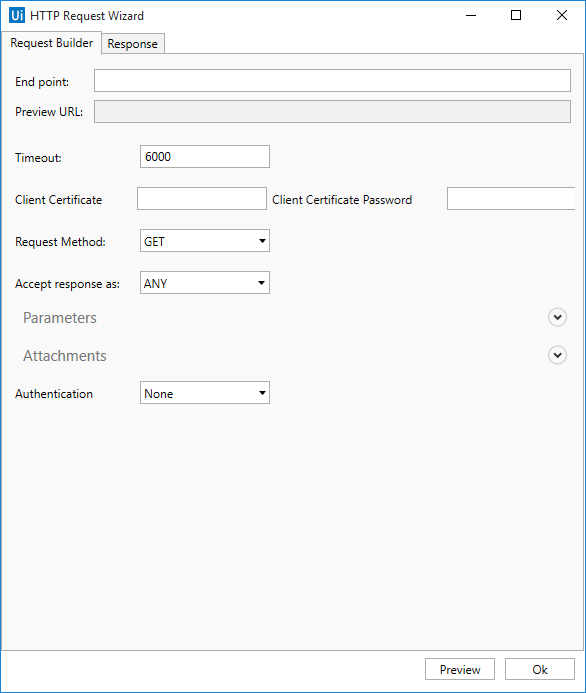 Ui HTTP Request Wizard
Request Builder Response
End point:
Preview URL:
Timeout: 6000
Client Certificate Client Certificate Password
Request Method: GET
Accept response as: ANY
Parameters
Attachments
Authentication None
Preview Ok